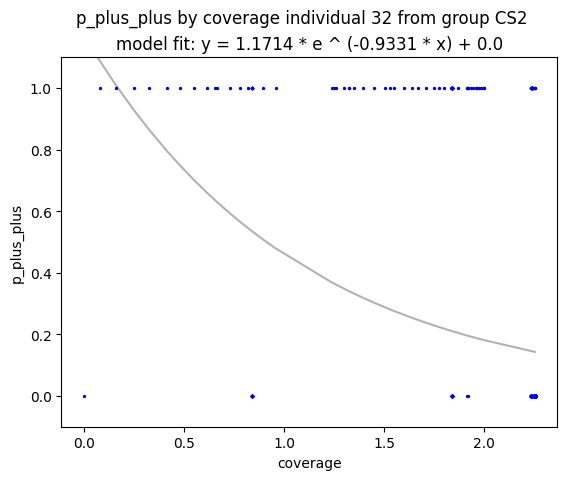 p_plus_plus by coverage individual 32 from group CS2
model fit: y = 1.1714 * e ^ (-0.9331 * x) + 0.0
1.0
0.8
0.6
0.4
0.2
0.0
p_plus_plus
0.0 0.5 1.0 1.5 2.0
coverage